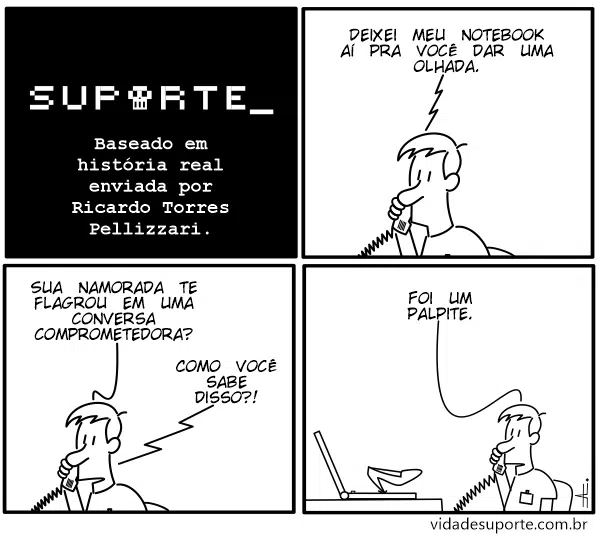 SUPORTE_
Baseado em
história real
enviada por
Ricardo Torres
Pellizzari.
DEIXEI MEU NOTEBOOK
AÍ PRA VOCÊ DAR UMA
OLHADA.
SUA NAMORADA TE
FLAGROU EM UMA
CONVERSA
COMPROMETEDORA?
COMO VOCÊ
SABE
DISSO?!
FOI UM
PALPITE.
vidadesuporte.com.br